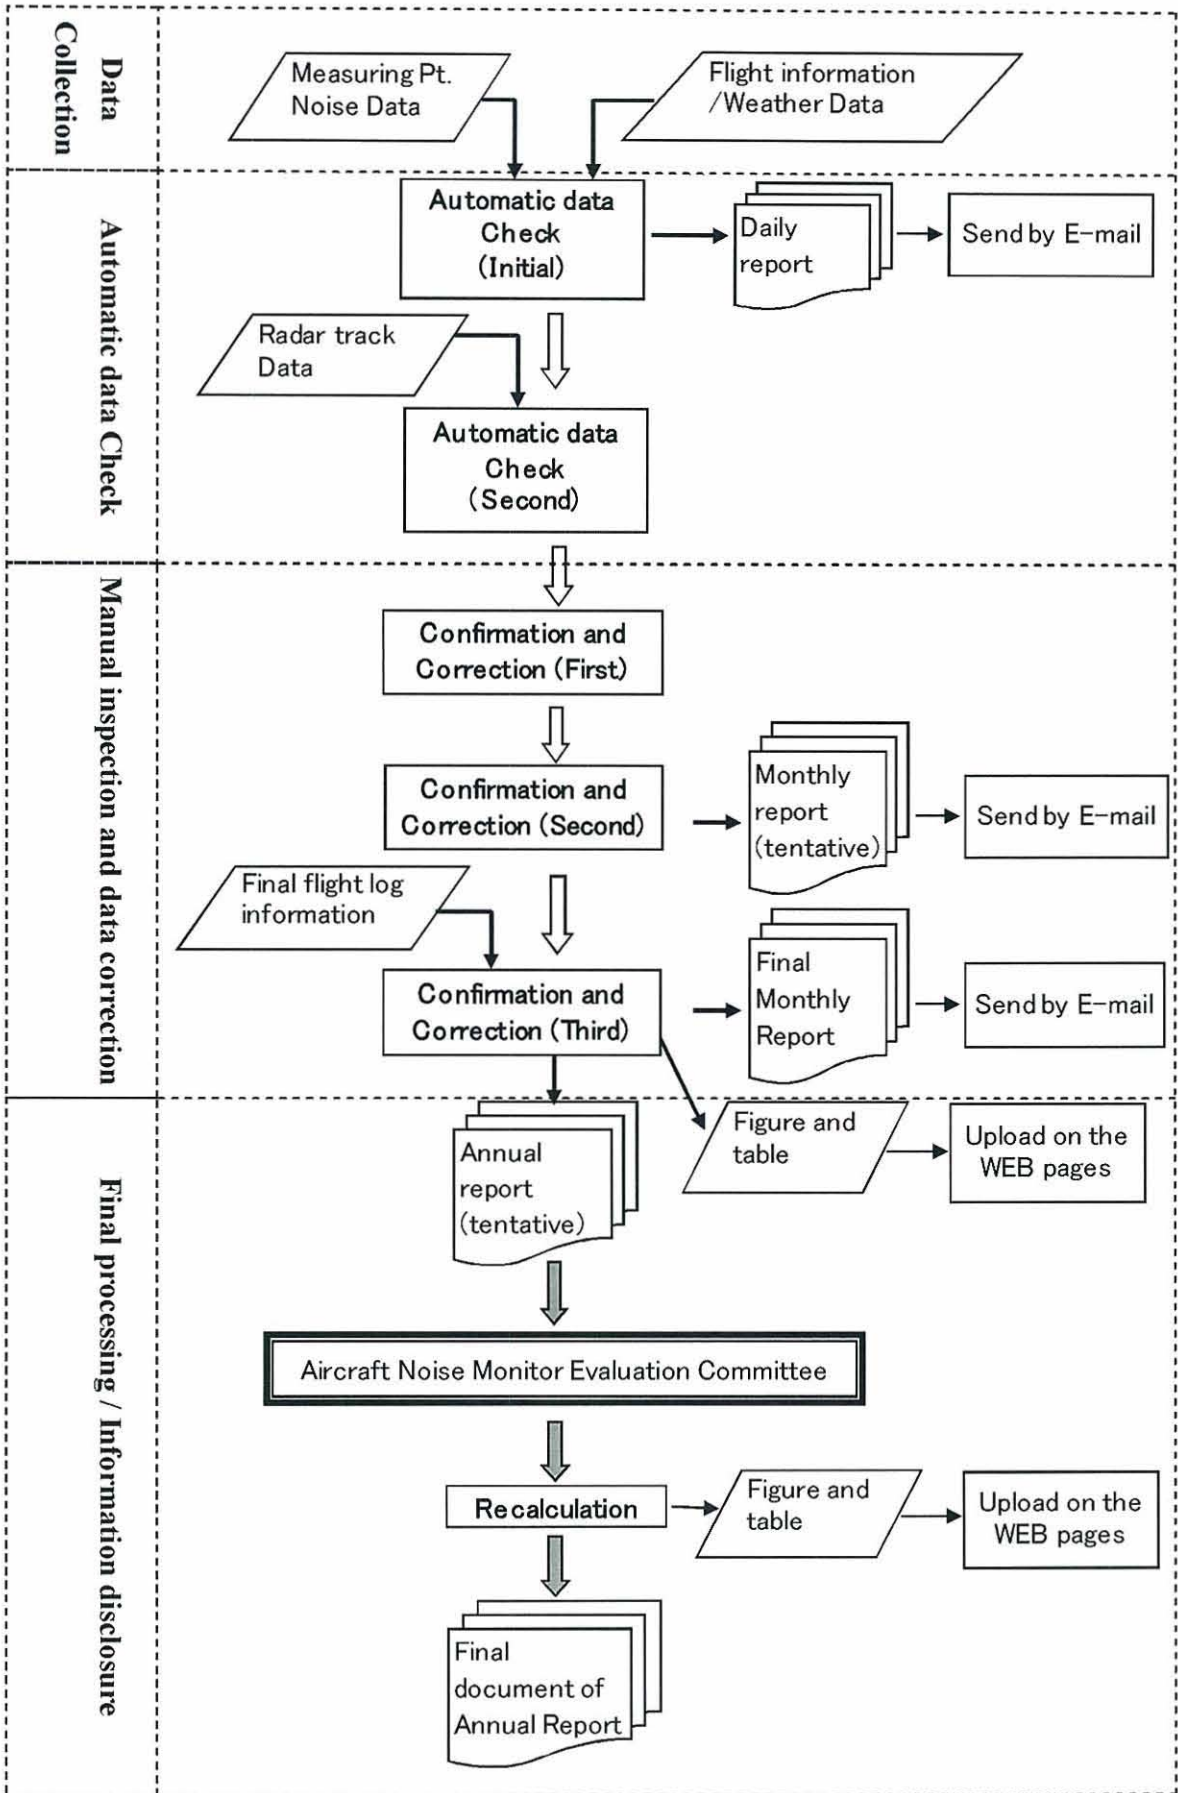 Data
Collection
Measuring Pt.
Noise Data
Flight information
/Weather Data
Automatic data Check
Automatic data
Check
(Initial)
Daily
report
Send by E-mail
Radar track
Data
Automatic data
Check
(Second)
Manual inspection and data correction
Confirmation and
Correction (First)
Confirmation and
Correction (Second)
Monthly
report
(tentative)
Send by E-mail
Final flight log
information
Confirmation and
Correction (Third)
Final
Monthly
Report
Send by E-mail
Final processing / Information disclosure
Annual
report
(tentative)
Figure and
table
Upload on the
WEB pages
Aircraft Noise Monitor Evaluation Committee
Recalculation
Figure and
table
Upload on the
WEB pages
Final
document of
Annual Report